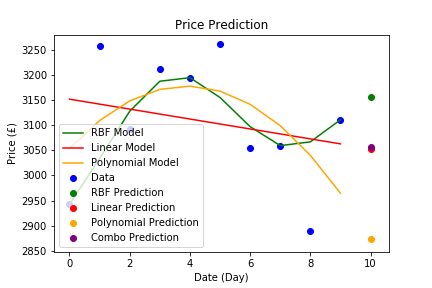 Price Prediction
Price (£)
3250
3200
3150
3100
3050
3000
2950
2900
2850
RBF Model
Linear Model
Polynomial Model
Data
RBF Prediction
Linear Prediction
Polynomial Prediction
Combo Prediction
0
2
4
6
8
10
Date (Day)